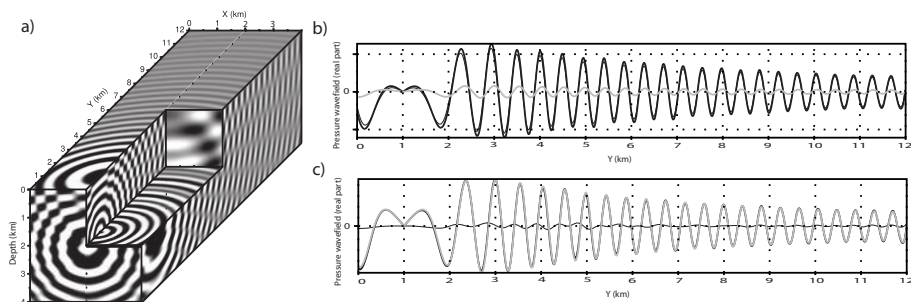 a)
X (km)
0 1 2 3
12
11
10
9
8
7
6
5
4
3
2
1
Y (km)
0
1
2
3
4
Depth (km)
b)
Pressure wavefield (real part)
0
0 1 2 3 4 5 6 7 8 9 10 11 12
Y (km)
c)
Pressure wavefield (real part)
0
0 1 2 3 4 5 6 7 8 9 10 11 12
Y (km)